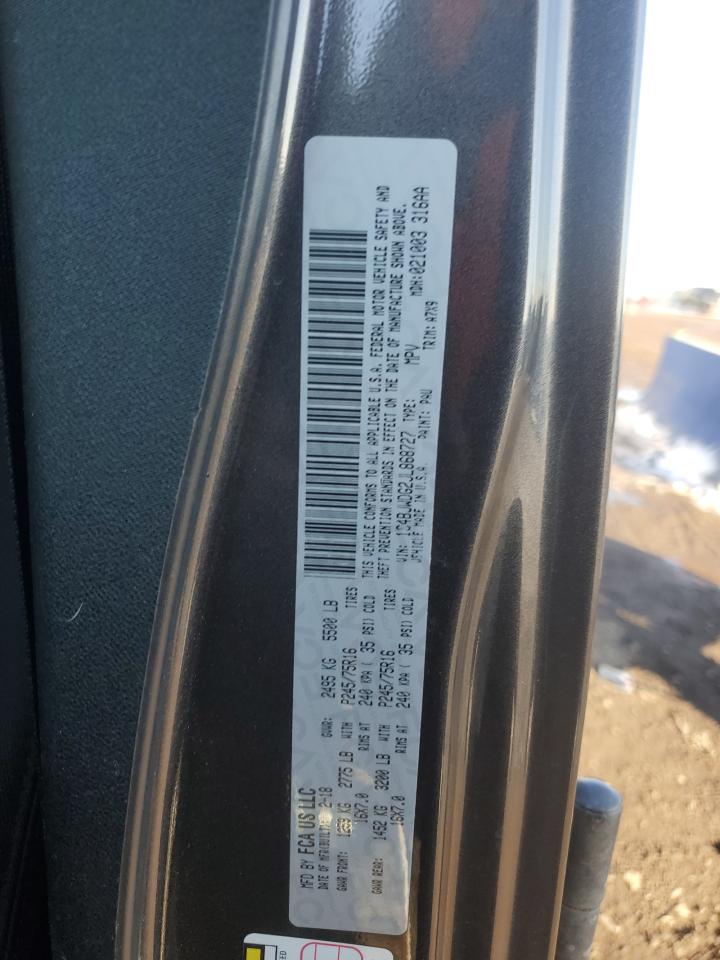 MFD BY FCA US LLC
DATE OF MFR(BUILT): 2-18 GVWR: 2495 KG 5500 LB
GAWR FRONT: KG 2775 LB WITH P245/75R16 TIRES
16X7.0 RIMS AT 240 KPA ( 35 PSI) COLD
GAWR REAR: 1452 KG 3200 LB WITH P245/75R16 TIRES
16X7.0 RIMS AT 240 KPA ( 35 PSI) COLD
THIS VEHICLE CONFORMS TO ALL APPLICABLE U.S.A. FEDERAL MOTOR VEHICLE SAFETY AND
THEFT PREVENTION STANDARDS IN EFFECT ON THE DATE OF MANUFACTURE SHOWN ABOVE.
VIN: 1C4BJWDG2JL868727 TYPE: MPV MDH:021003 316AA
VEHICLE MADE IN U.S.A. PAINT: PAU TRIM: A7X9
ED